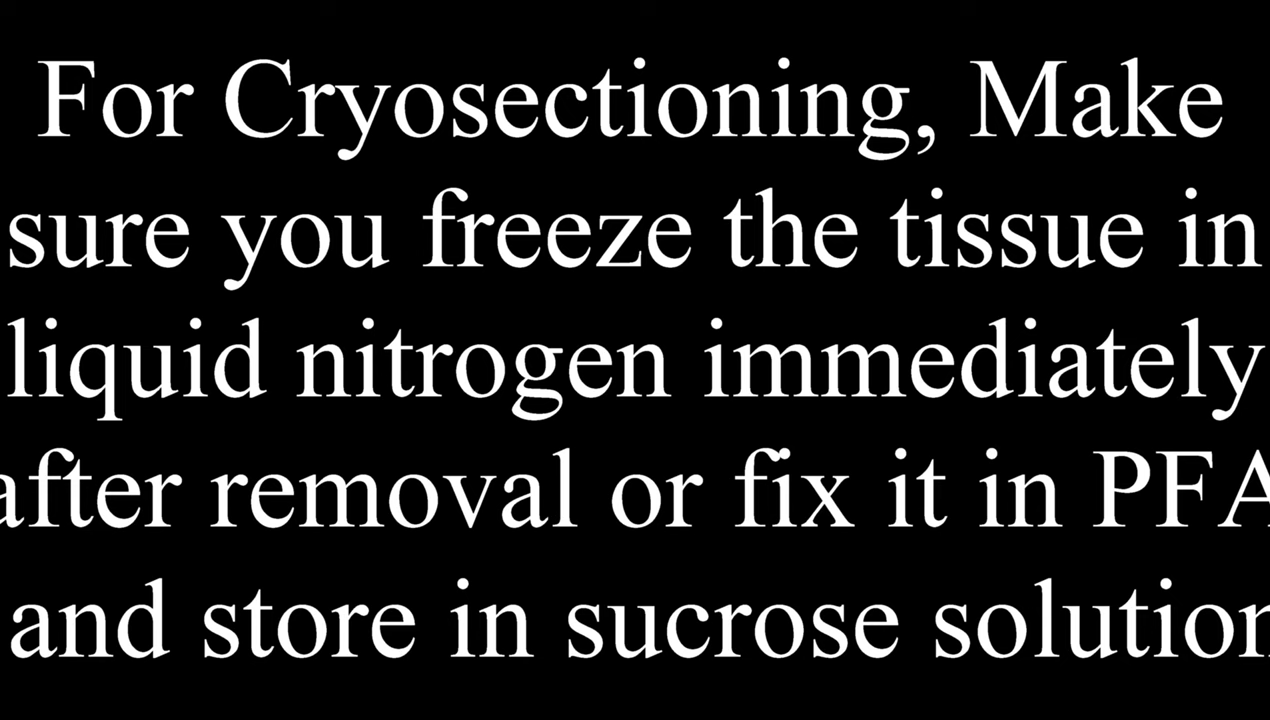 For Cryosectioning, Make
sure you freeze the tissue in
liquid nitrogen immediately
after removal or fix it in PFA
and store in sucrose solution